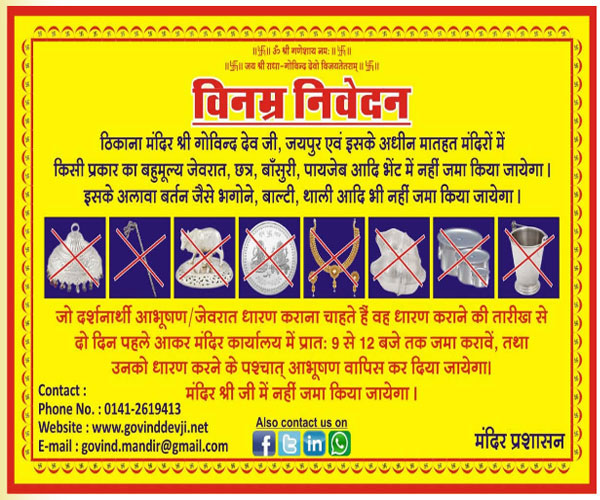 ॥卐॥ ॐ श्री गणेशाय नमः ॥卐॥
॥卐॥ जय श्री राधा-गोविन्द देवो विजयतेतराम् ॥卐॥
विनम्र निवेदन
ठिकाना मंदिर श्री गोविन्द देव जी, जयपुर एवं इसके अधीन मातहत मंदिरों में
किसी प्रकार का बहुमूल्य जेवरात, छत्र, बाँसुरी, पायजेब आदि भेंट में नहीं जमा किया जायेगा।
इसके अलावा बर्तन जैसे भगोने, बाल्टी, थाली आदि भी नहीं जमा किया जायेगा।
जो दर्शनार्थी आभूषण/जेवरात धारण कराना चाहते हैं वह धारण कराने की तारीख से
दो दिन पहले आकर मंदिर कार्यालय में प्रातः 9 से 12 बजे तक जमा करावें, तथा
उनको धारण करने के पश्चात् आभूषण वापिस कर दिया जायेगा।
मंदिर श्री जी में नहीं जमा किया जायेगा।
Contact :
Phone No. : 0141-2619413
Website : www.govinddevji.net
E-mail : govind.mandir@gmail.com
Also contact us on
मंदिर प्रशासन